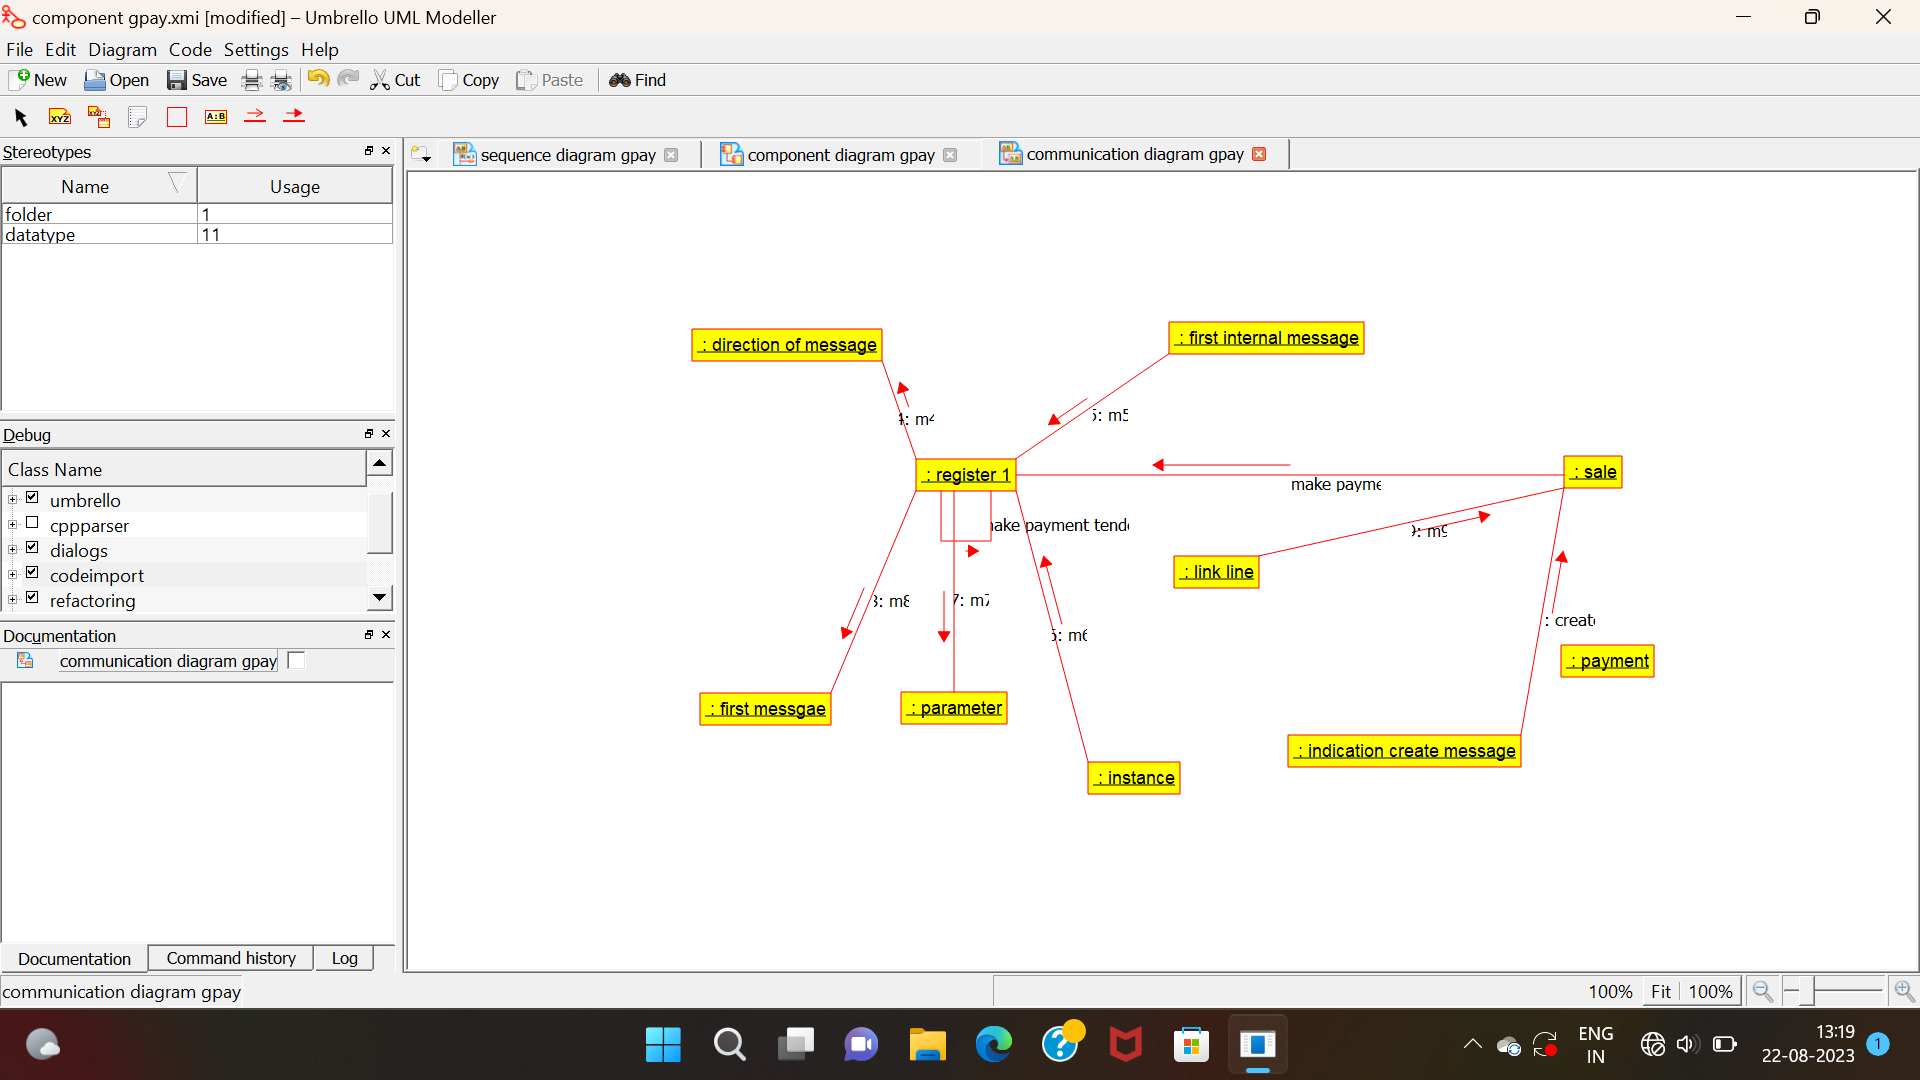 component gpay.xmi [modified] – Umbrello UML Modeller
File Edit Diagram Code Settings Help
New Open Save Cut Copy Paste Find
XYZ XYZ A:B
Stereotypes
sequence diagram gpay component diagram gpay communication diagram gpay
Name Usage
folder 1
datatype 11
: direction of message
: first internal message
: m4
: m5
Debug
Class Name
umbrello
cppparser
dialogs
codeimport
refactoring
: register 1
: sale
make payme
ake payment tend
: m9
: link line
: m8
7: m7
: m6
: creat
Documentation
communication diagram gpay
: payment
: first messgae
: parameter
: indication create message
: instance
Documentation Command history Log
communication diagram gpay
100% Fit 100%
ENG
IN
13:19
22-08-2023
1